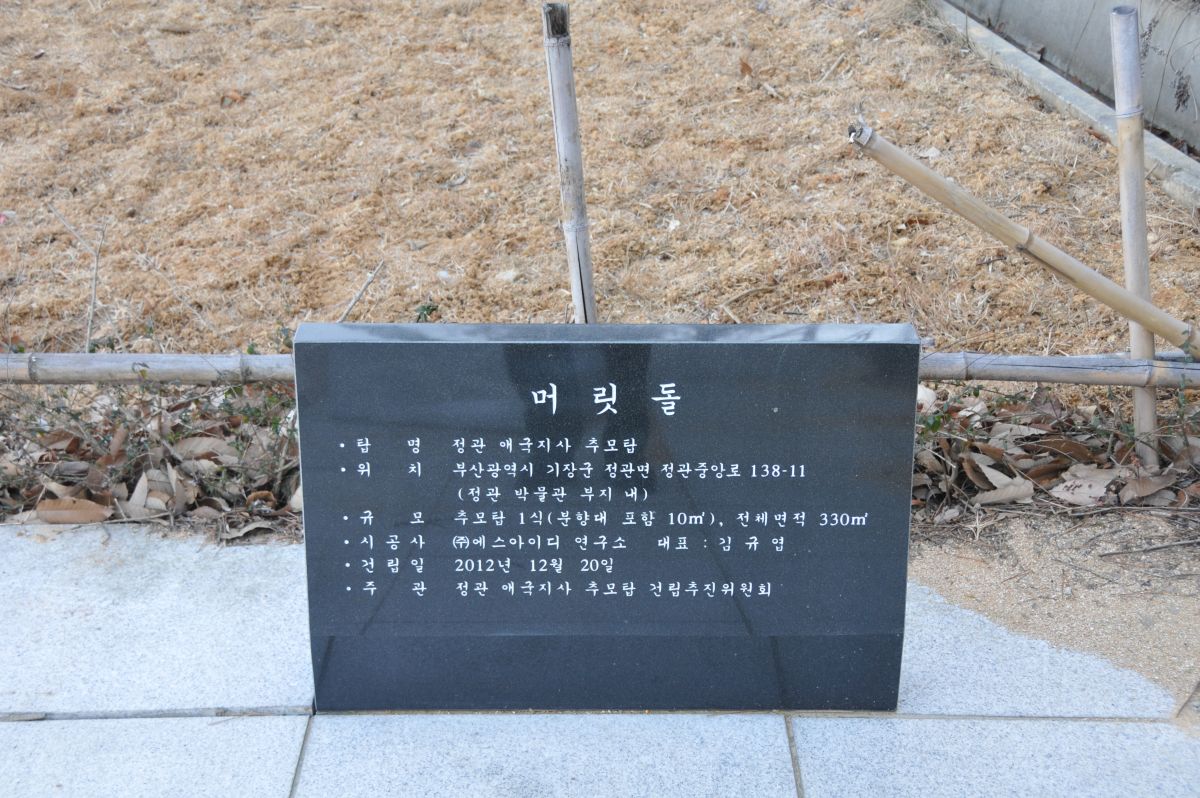 머릿돌
• 탑 명 정관 애국지사 추모탑
• 위 치 부산광역시 기장군 정관면 정관중앙로 138-11
(정관 박물관 부지 내)
• 규 모 추모탑 1식(분향대 포함 10㎡), 전체면적 330㎡
• 시공사 ㈜에스아이디 연구소 대표 : 김규엽
• 건립일 2012년 12월 20일
• 주 관 정관 애국지사 추모탑 건립추진위원회